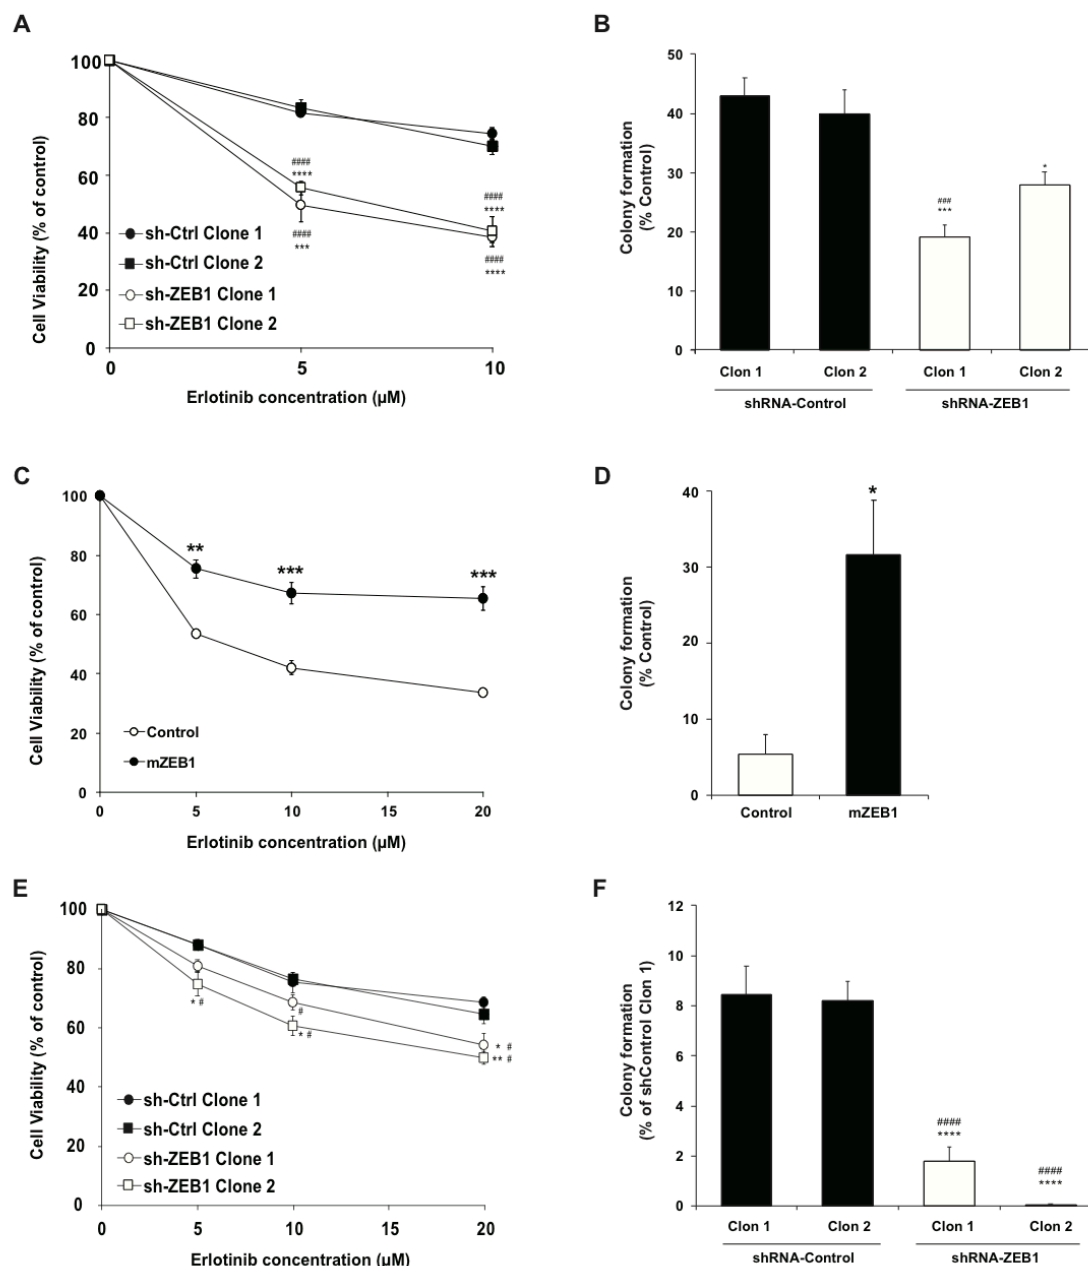 A
100
80
60
40
20
0
0
5
10
Cell Viability (% of control)
Erlotinib concentration (µM)
sh-Ctrl Clone 1
sh-Ctrl Clone 2
sh-ZEB1 Clone 1
sh-ZEB1 Clone 2
####
****
####
***
####
****
####
****
B
50
40
30
20
10
0
Colony formation
(% Control)
###
***
*
Clon 1
Clon 2
Clon 1
Clon 2
shRNA-Control
shRNA-ZEB1
C
100
80
60
40
20
0
0
5
10
15
20
Cell Viability (% of control)
Erlotinib concentration (µM)
**
***
***
Control
mZEB1
D
40
30
20
10
0
Colony formation
(% Control)
*
Control
mZEB1
E
100
80
60
40
20
0
0
5
10
20
Cell Viability (% of control)
Erlotinib concentration (µM)
* #
#
* #
* #
** #
sh-Ctrl Clone 1
sh-Ctrl Clone 2
sh-ZEB1 Clone 1
sh-ZEB1 Clone 2
F
12
10
8
6
4
2
0
Colony formation
(% of shControl Clon 1)
####
****
####
****
Clon 1
Clon 2
Clon 1
Clon 2
shRNA-Control
shRNA-ZEB1